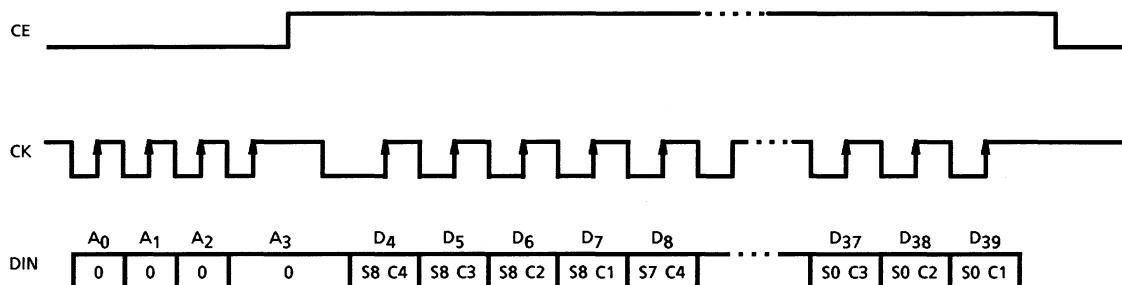 CE
CK
A0 A1 A2 A3 D4 D5 D6 D7 D8 D37 D38 D39
DIN 0 0 0 0 S8 C4 S8 C3 S8 C2 S8 C1 S7 C4 S0 C3 S0 C2 S0 C1